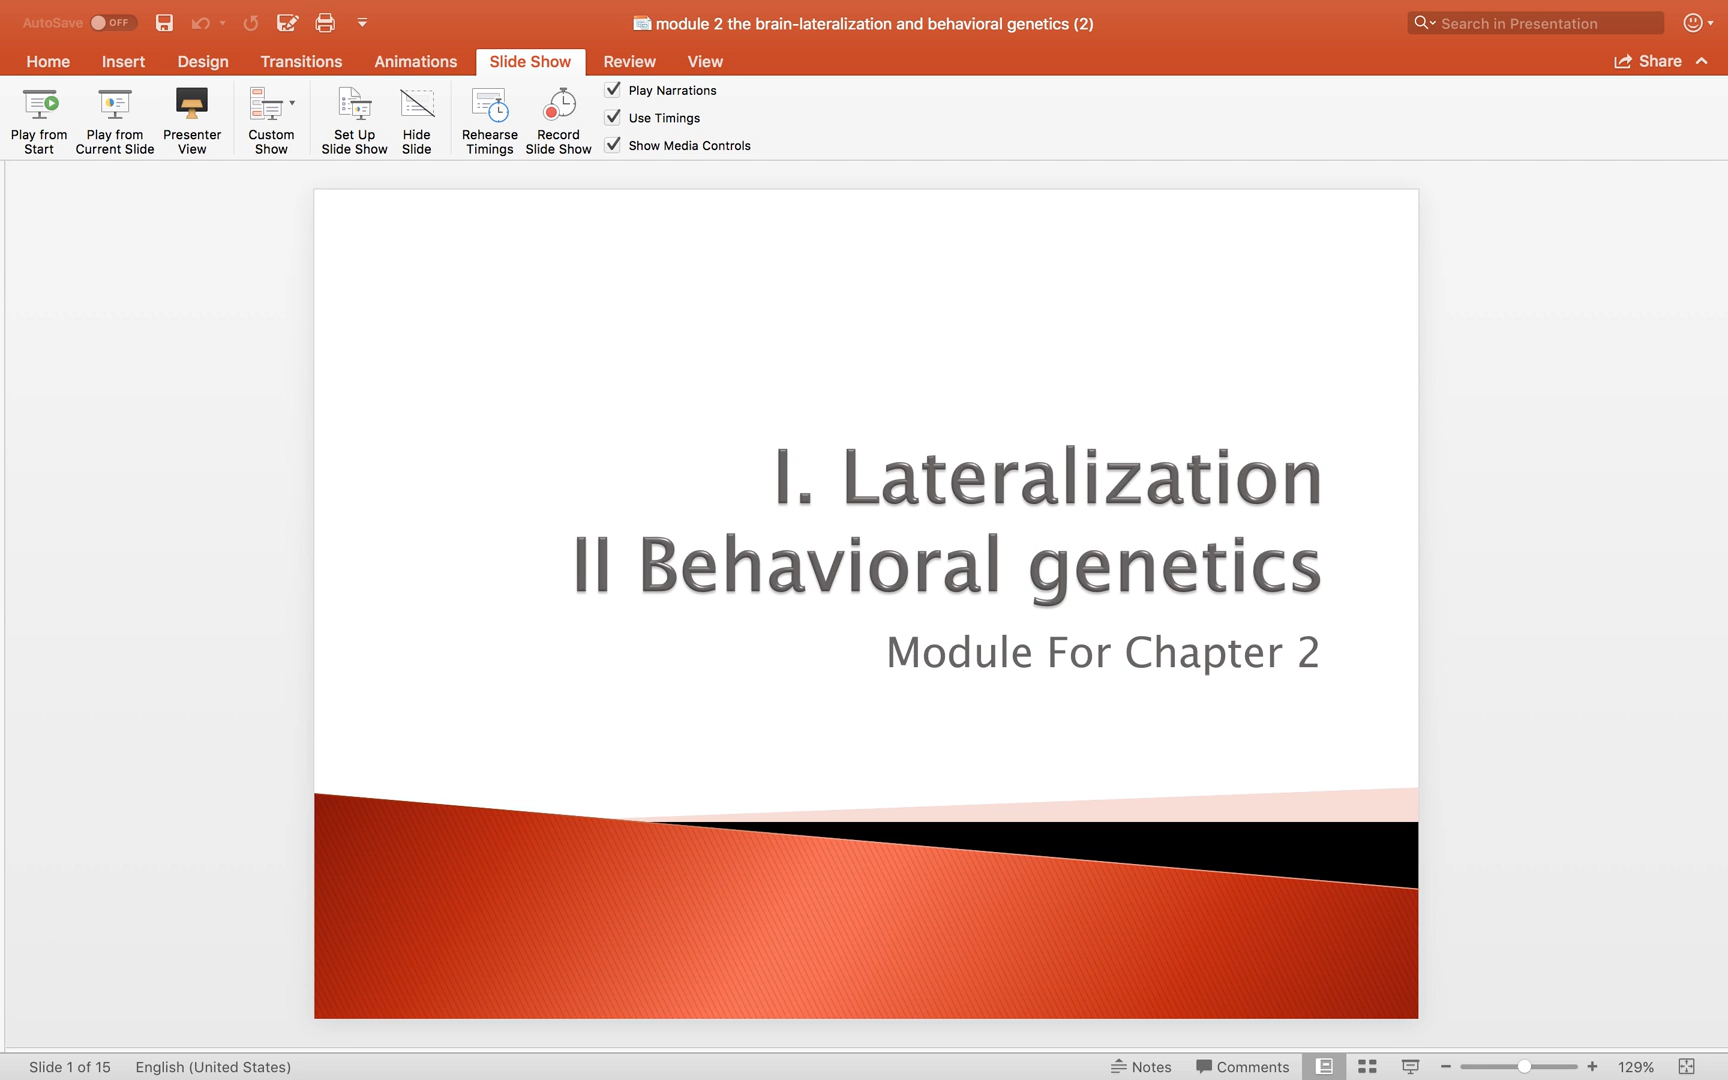 AutoSave OFF
module 2 the brain-lateralization and behavioral genetics (2)
Search in Presentation
Home Insert Design Transitions Animations Slide Show Review View
Share
Play from Start
Play from Current Slide
Presenter View
Custom Show
Set Up Slide Show
Hide Slide
Rehearse Timings
Record Slide Show
Play Narrations
Use Timings
Show Media Controls
I. Lateralization
II Behavioral genetics
Module For Chapter 2
Slide 1 of 15 English (United States) Notes Comments 129%